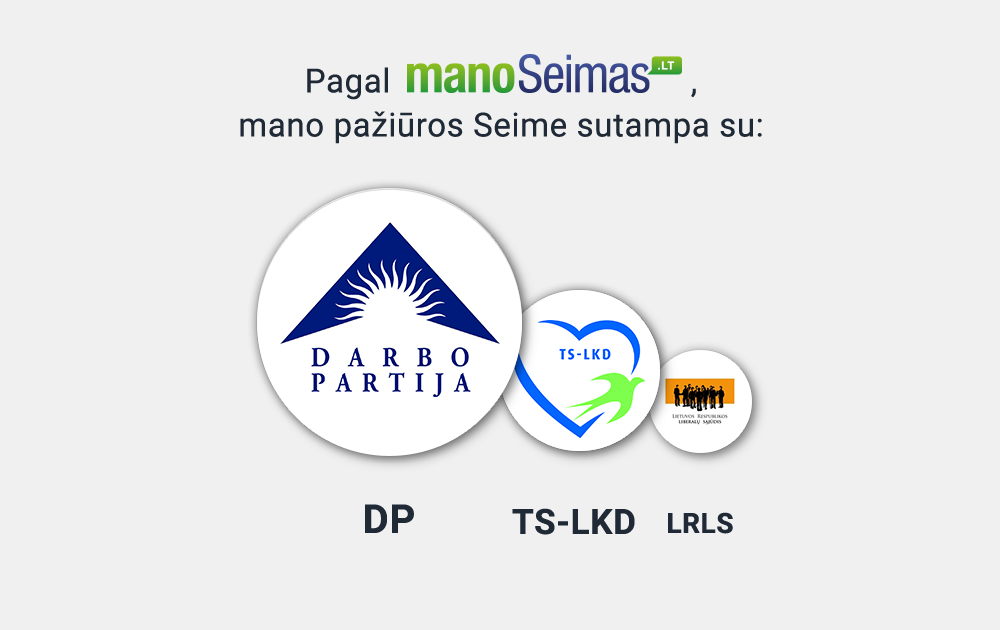 Pagal manoSeimas.LT ,
mano pažiūros Seime sutampa su:
DARBO
PARTIJA
TS-LKD
LIETUVOS RESPUBLIKOS
LIBERALŲ SĄJŪDIS
DP
TS-LKD
LRLS